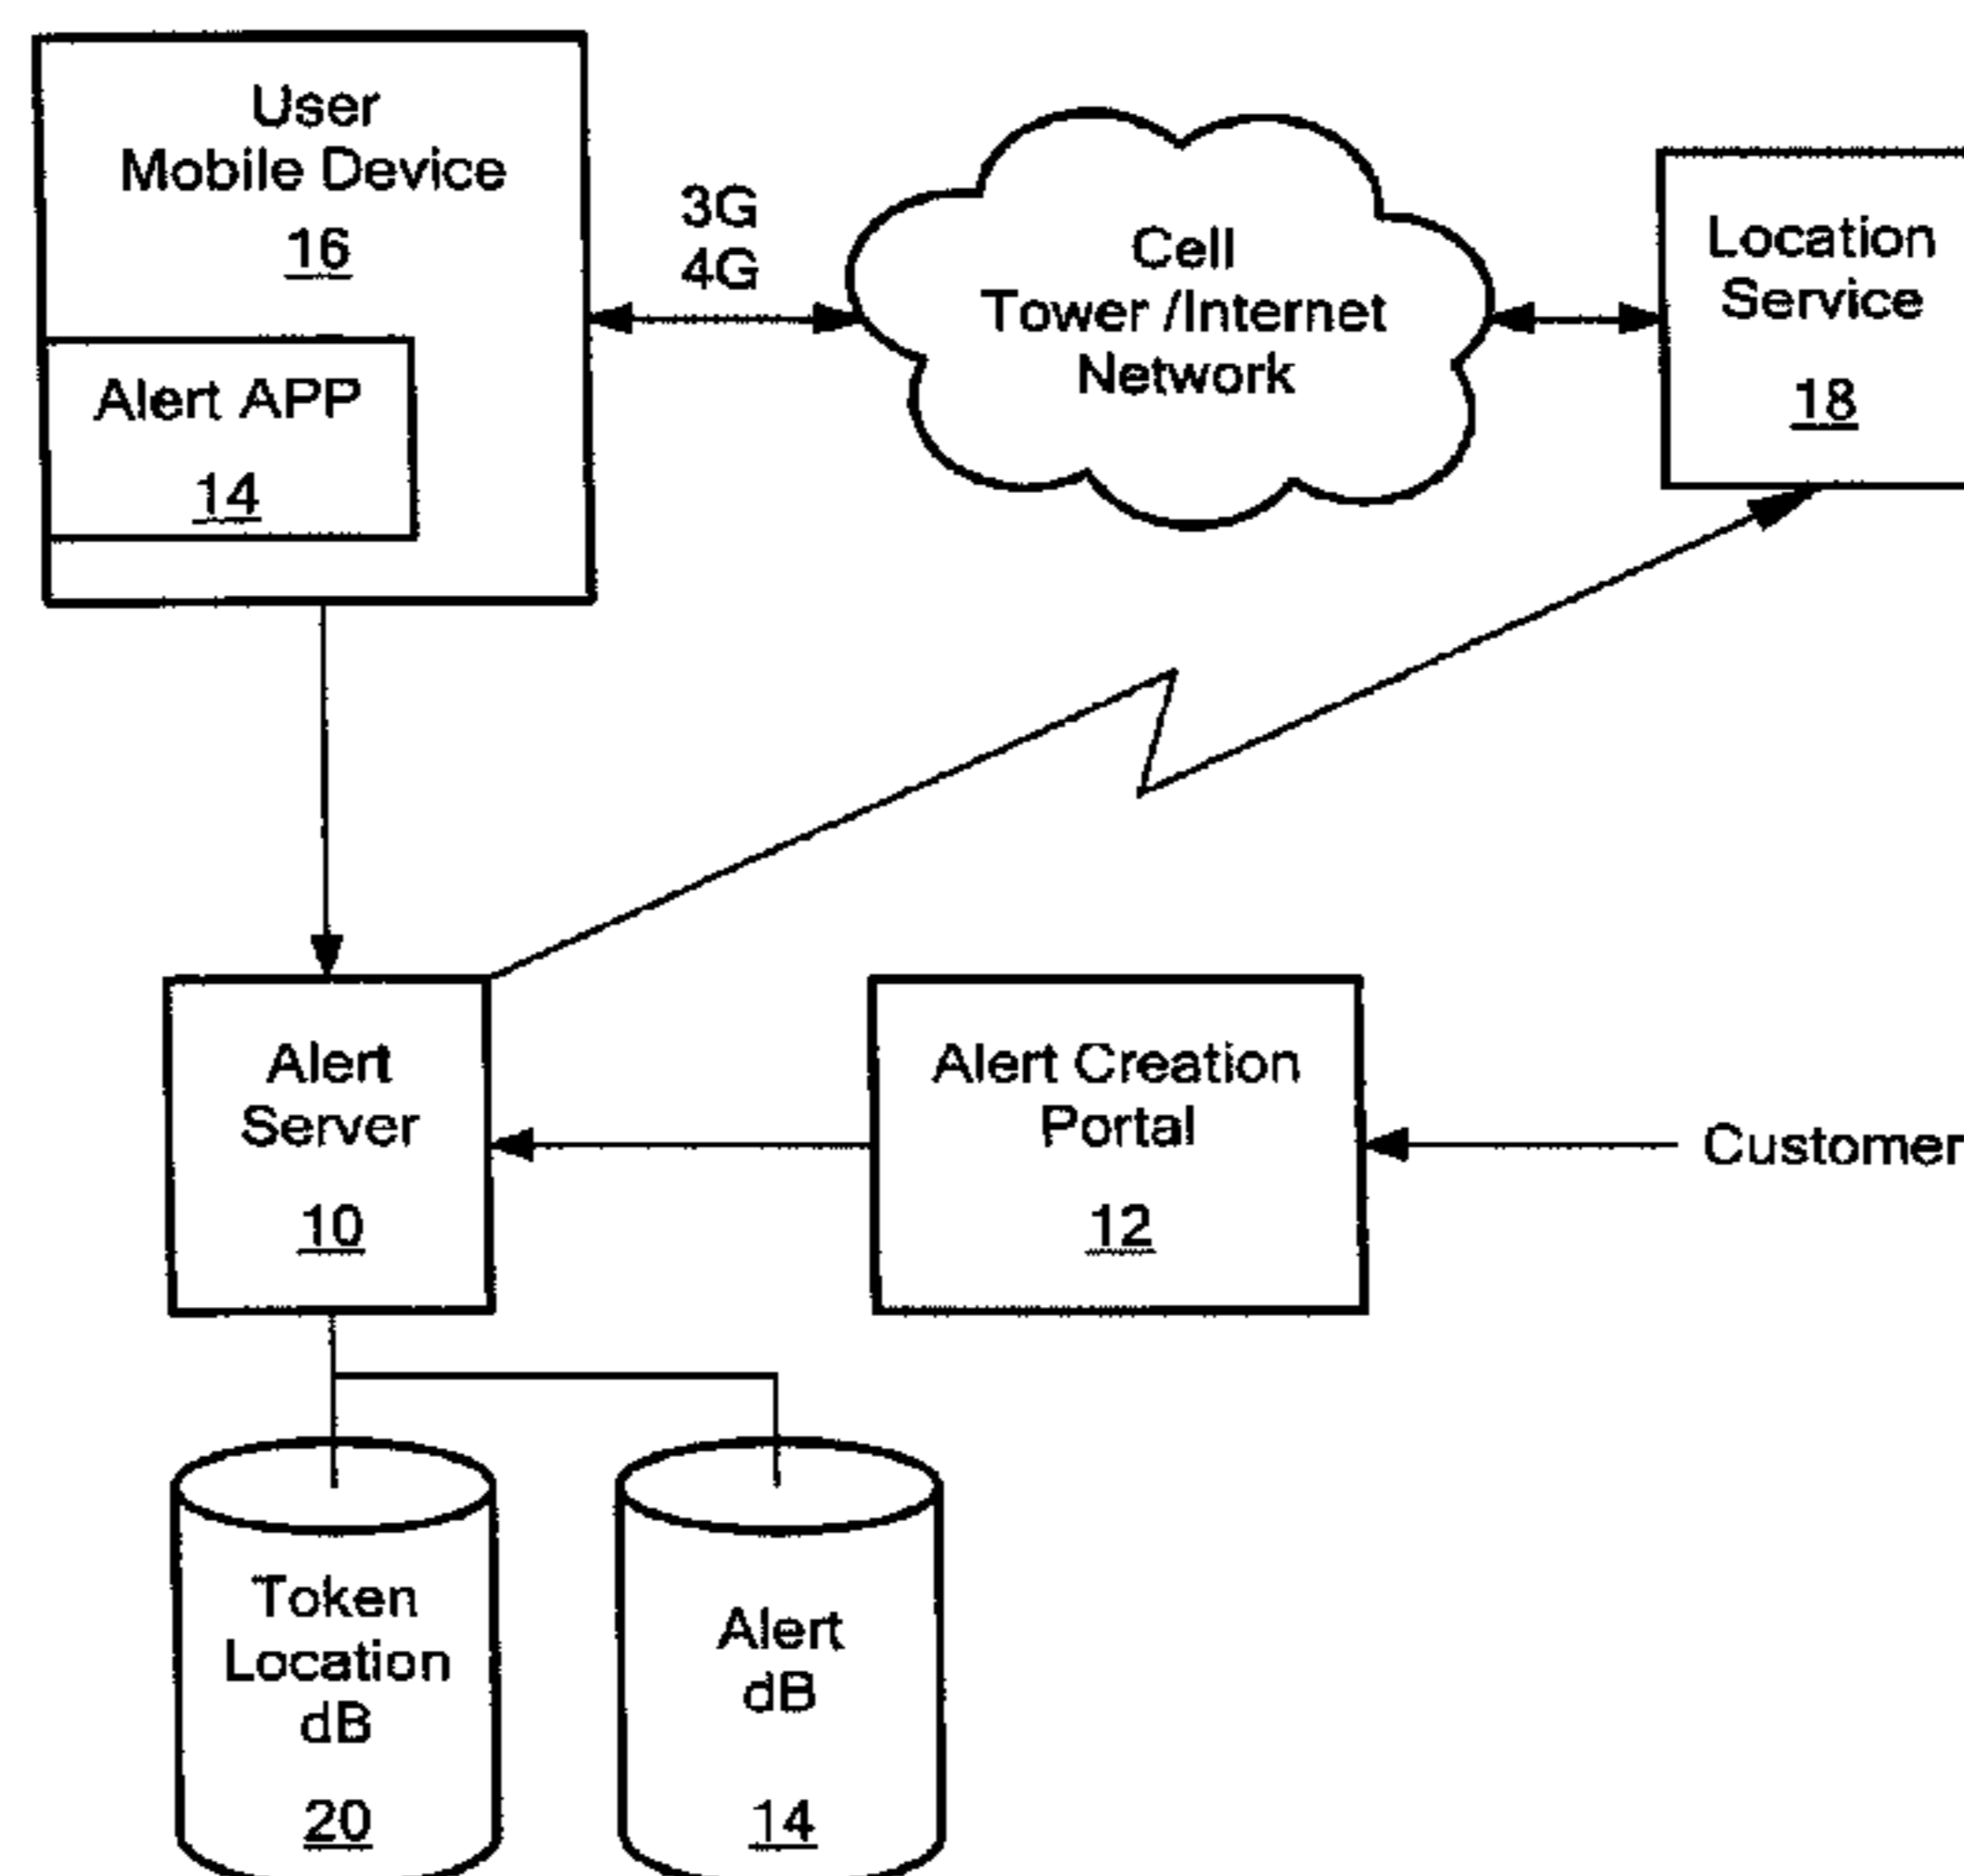 User
Mobile Device
16
Alert APP
14
3G
4G
Cell
Tower /Internet
Network
Location
Service
18
Alert
Server
10
Alert Creation
Portal
12
Customer
Token
Location
dB
20
Alert
dB
14